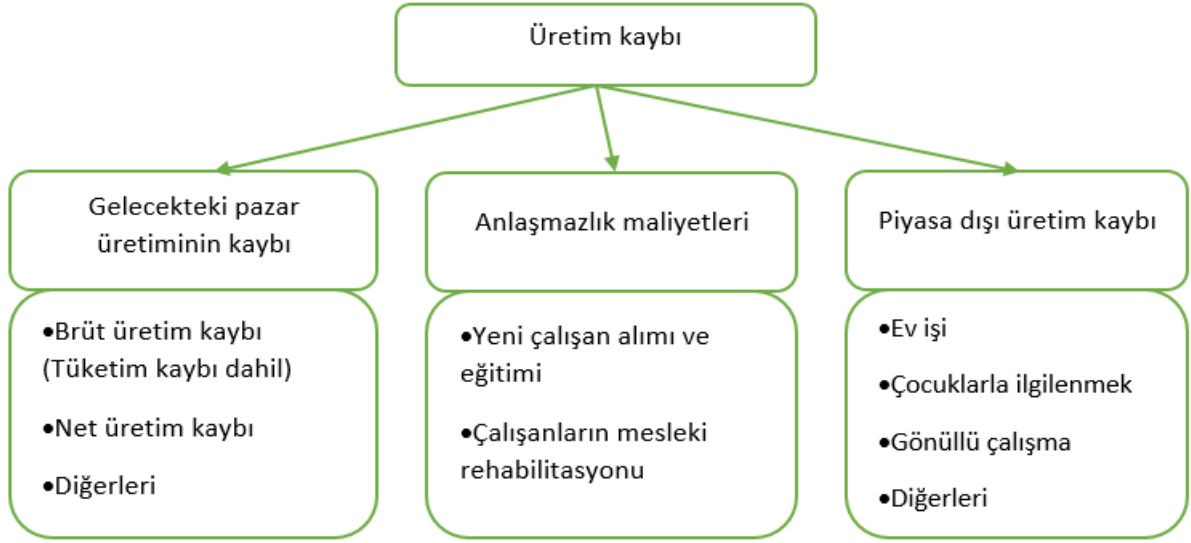 Üretim kaybı
Gelecekteki pazar
üretiminin kaybı
•Brüt üretim kaybı
(Tüketim kaybı dahil)
•Net üretim kaybı
•Diğerleri
Anlaşmazlık maliyetleri
•Yeni çalışan alımı ve
eğitimi
•Çalışanların mesleki
rehabilitasyonu
Piyasa dışı üretim kaybı
•Ev işi
•Çocuklarla ilgilenmek
•Gönüllü çalışma
•Diğerleri